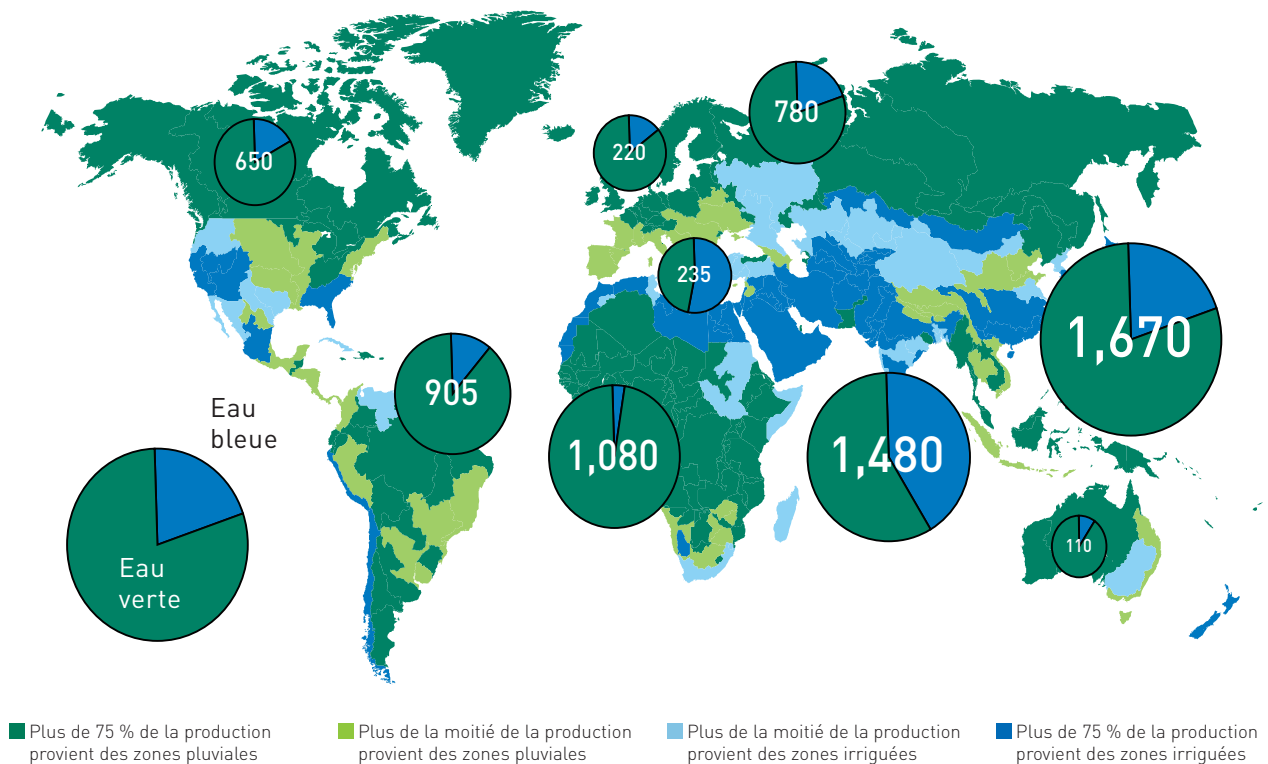 650
220
780
235
1,670
905
1,080
1,480
110
Eau
bleue
Eau
verte
Plus de 75 % de la production
provient des zones pluviales
Plus de la moitié de la production
provient des zones pluviales
Plus de la moitié de la production
provient des zones irriguées
Plus de 75 % de la production
provient des zones irriguées